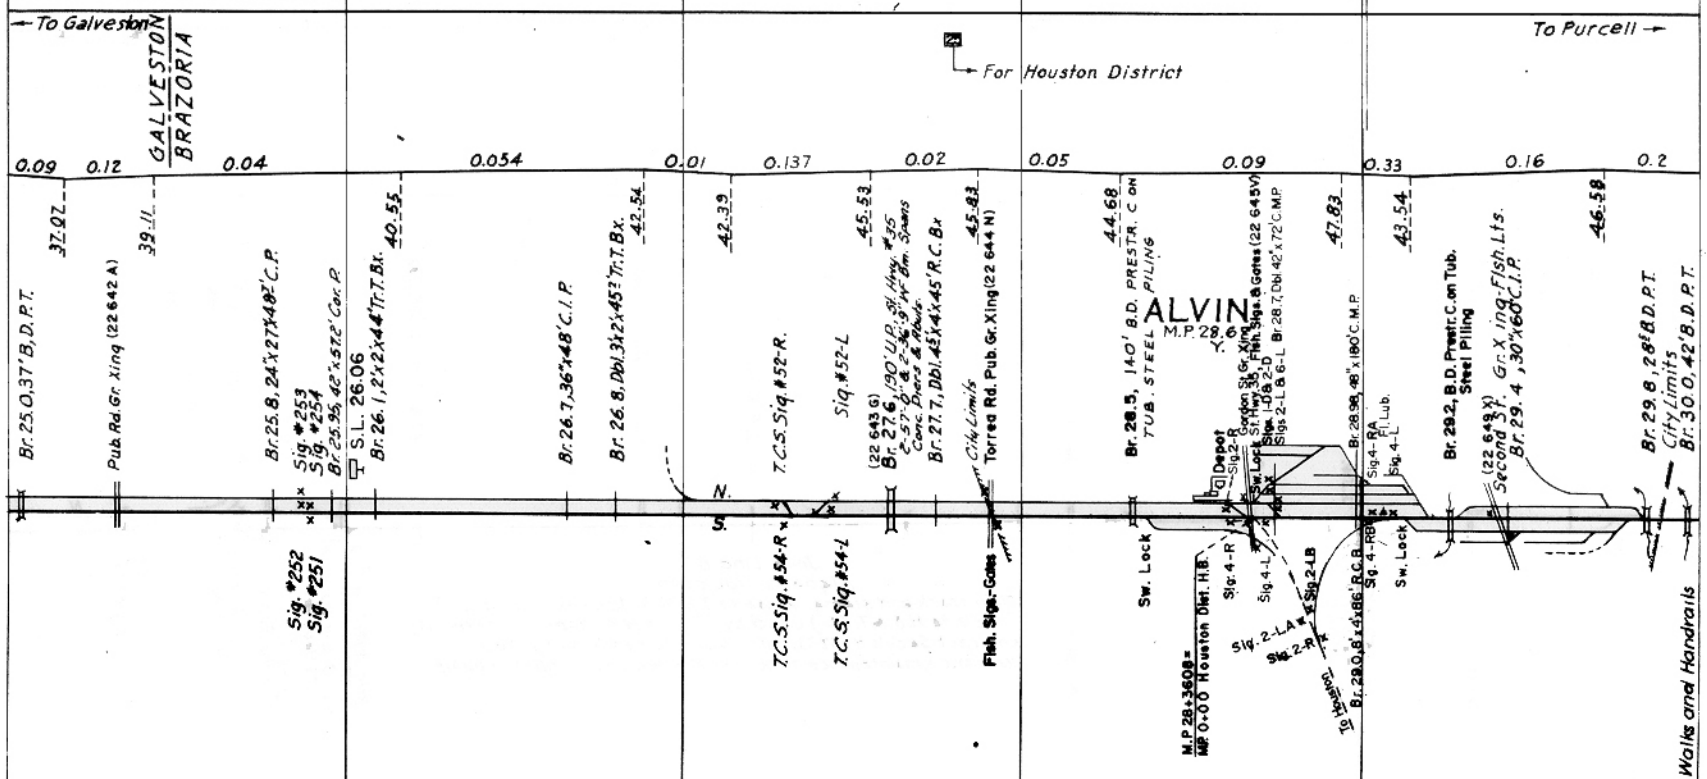 ← To Galveston
GALVESTON
BRAZORIA
To Purcell →
For Houston District
0.09
0.12
0.04
0.054
0.01
0.137
0.02
0.05
0.09
0.33
0.16
0.2
37.07
39.11
40.55
42.54
42.39
45.53
45.83
44.68
47.83
43.54
46.58
Br. 25.0, 37' B.D.P.T.
Pub. Rd. Gr. Xing (22 642 A)
Br. 25.8, 24"x27'x48' C.P.
Sig. #253
Sig. #254
Br. 25.95, 42"x57.2' Cor. P.
S.L. 26.06
Br. 26.1, 2'x2'x44' Tr. T. Bx.
Br. 26.7, 36"x48' C.I.P.
Br. 26.8, Dbl. 3'x2'x45' Tr. T. Bx.
N.
S.
T.C.S. Sig. #52-R.
Sig. #52-L
(22 643 G)
Br. 27.6, 190' U.P., St. Hwy. #35
2-57'-0" & 2-36'-9" W Bm. Spans
Conc. Piers & Abuts.
Br. 27.7, Dbl. 4.5'x4'x45' R.C. Bx
City Limits
Torreo Rd. Pub. Gr. Xing (22 644 N)
Br. 28.5, 140' B.D. PRESTR. C ON
TUB. STEEL PILING
ALVIN
M.P. 28.6
Y.
Depot
Sig. 2-R
Gordon St. Gr. Xing
Sw. Lock St. Hwy. 35, Flsh. Sigs. & Gates (22 645V)
Sigs. 1-D & 2-D
Sigs 2-L & 6-L Br. 28.7, Dbl. 42"x72' C.M.P.
Br. 28.98, 48"x180' C.M.P.
Sig. 4-RA
Fl. Lub.
Sig. 4-L
Br. 29.2, B.D. Prestr. C. on Tub.
Steel Piling
(22 649 X)
Second St. Gr. Xing-Flsh. Lts.
Br. 29.4, 30"x60' C.I.P.
Br. 29.8, 28' B.D.P.T.
City Limits
Br. 30.0, 42' B.D.P.T.
Sig. #252
Sig. #251
T.C.S. Sig. #54-R
T.C.S. Sig. #54-L
Flsh. Sigs.-Gates
Sw. Lock
M.P. 28+3608=
M.P. 0+00 Houston Dist. H.B.
Sig. 4-R
Sig. 4-L
Sig. 2-LB
Sig. 2-LA
Sig. 2-R
To Houston
Br. 29.0, 8'x4'x86' R.C.B.
Sig. 4-RB
Sw. Lock
Walks and Handrails